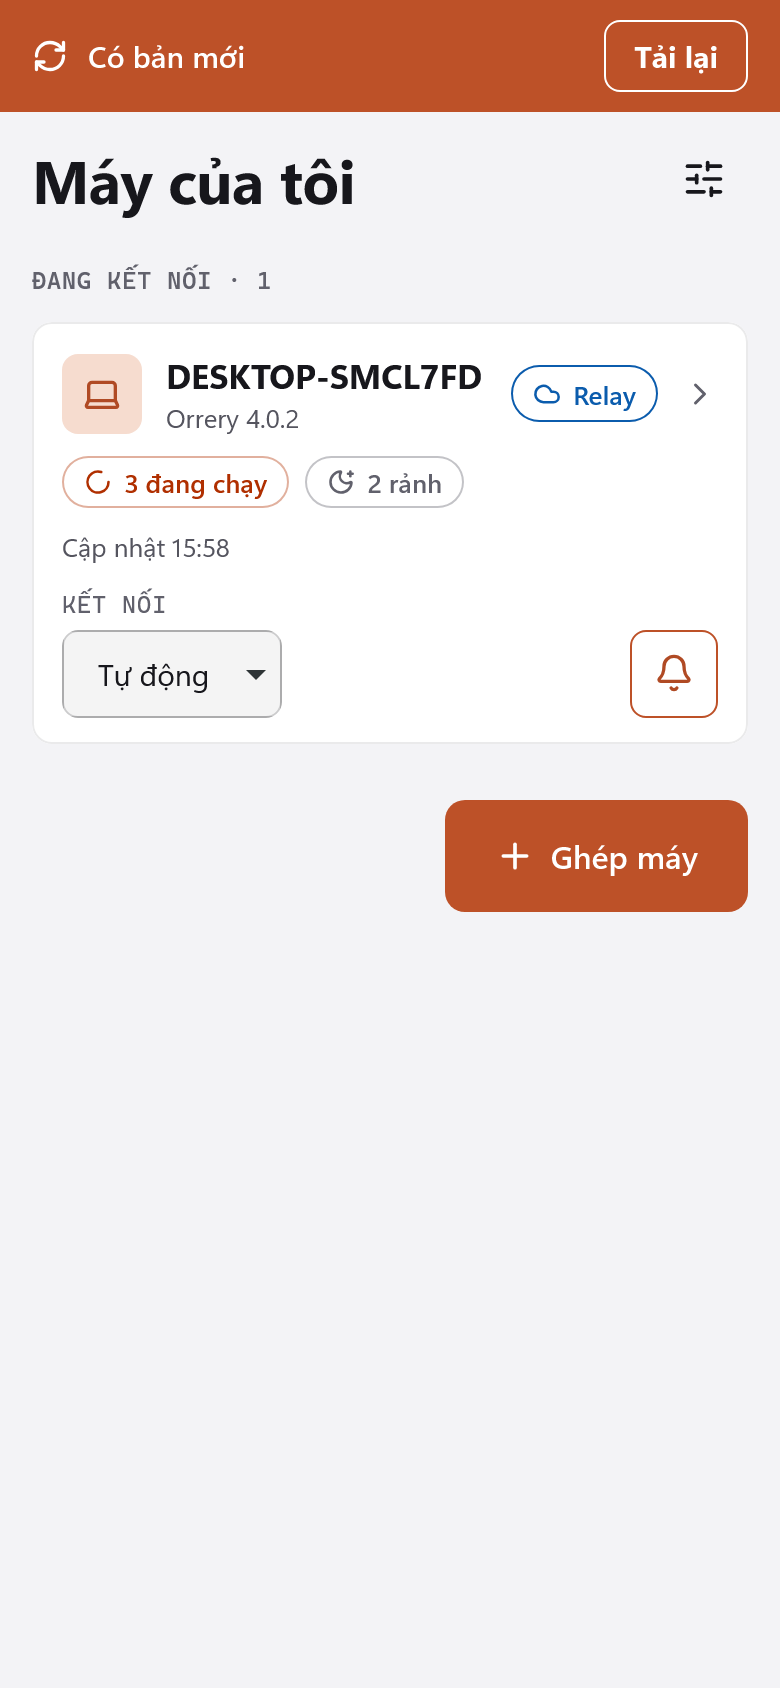 Có bản mới
Tải lại
Máy của tôi
ĐANG KẾT NỐI · 1
DESKTOP-SMCL7FD
Relay
Orrery 4.0.2
3 đang chạy
2 rảnh
Cập nhật 15:58
KẾT NỐI
Tự động
Ghép máy